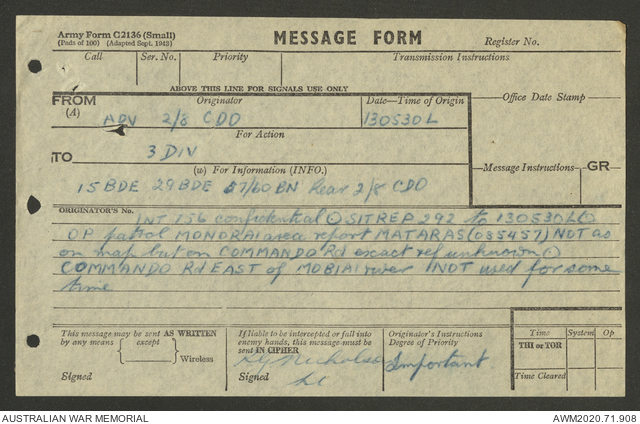 Army Form C2136 (Small)
(Pads of 100) (Adapted Sept. 1943)
MESSAGE FORM
Register No.
Call Ser. No. Priority Transmission Instructions
ABOVE THIS LINE FOR SIGNALS USE ONLY
FROM
(A)
Originator
ADV 2/8 CDO
Date—Time of Origin
130530L
Office Date Stamp
For Action
TO
3 DIV
(W) For Information (INFO.)
Message Instructions GR
15 BDE 29 BDE 57/60 BN Rear 2/8 CDO
ORIGINATOR'S No.
INT 156 confidential ⊙ SITREP 292 to 130530L ⊙
OP patrol MONORAI area report MATARAS (035457) NOT as
on map but on COMMANDO Rd exact ref unknown ⊙
COMMANDO Rd EAST of MOBIAI river NOT used for some
time
This message may be sent AS WRITTEN
by any means except
Wireless
Signed
If liable to be intercepted or fall into
enemy hands, this message must be
sent IN CIPHER
Nicholson
Signed Lt
Originator's Instructions
Degree of Priority
Important
Time System Op
THI or TOR
Time Cleared
AUSTRALIAN WAR MEMORIAL
AWM2020.71.908